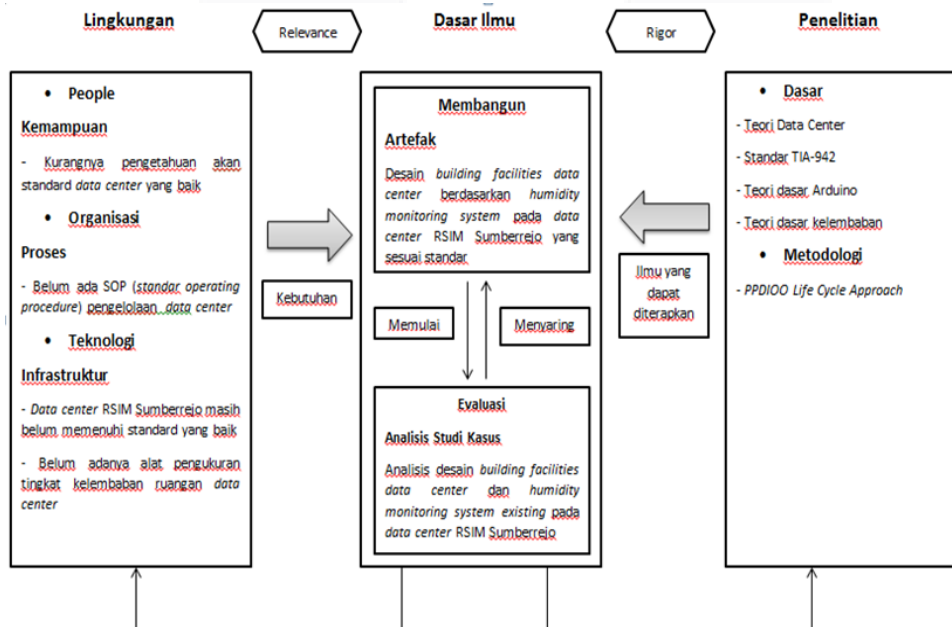 Lingkungan
Relevance
Dasar Ilmu
Rigor
Penelitian
• People
Kemampuan
- Kurangnya pengetahuan akan
standard data center yang baik
• Organisasi
Proses
- Belum ada SOP (standar operating
procedure) pengelolaan data center
• Teknologi
Infrastruktur
- Data center RSIM Sumberrejo masih
belum memenuhi standard yang baik
- Belum adanya alat pengukuran
tingkat kelembaban ruangan data
center
Kebutuhan
Membangun
Artefak
Desain building facilities data
center berdasarkan humidity
monitoring system pada data
center RSIM Sumberrejo yang
sesuai standar
Memulai
Menyaring
Evaluasi
Analisis Studi Kasus
Analisis desain building facilities
data center dan humidity
monitoring system existing pada
data center RSIM Sumberrejo
Ilmu yang
dapat
diterapkan
• Dasar
- Teori Data Center
- Standar TIA-942
- Teori dasar Arduino
- Teori dasar kelembaban
• Metodologi
- PPDIOO Life Cycle Approach